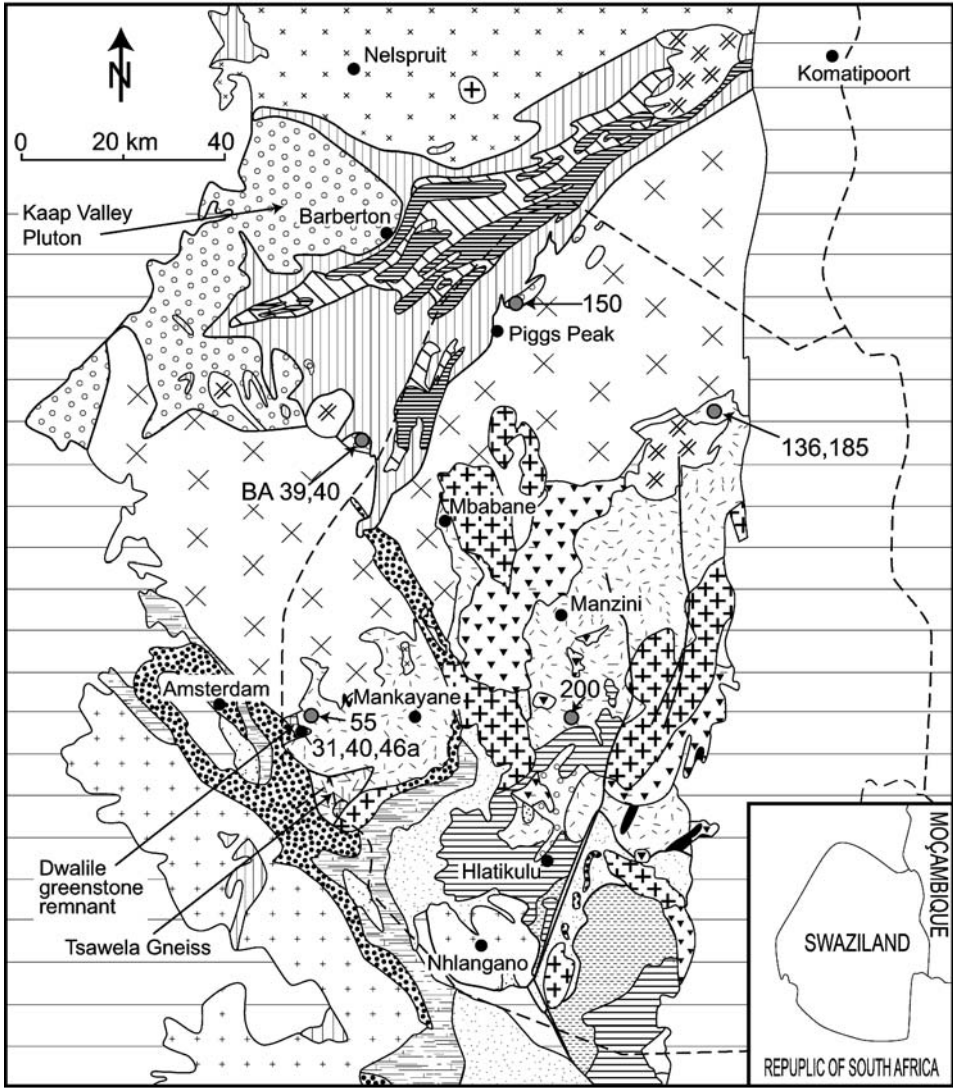 N
Nelspruit
Komatipoort
0 20 km 40
Kaap Valley
Pluton
Barberton
150
Piggs Peak
136,185
BA 39,40
Mbabane
Manzini
Amsterdam
Mankayane
200
55
31,40,46a
Dwalile
greenstone
remnant
Hlatikulu
Tsawela Gneiss
Nhlangano
MOÇAMBIQUE
SWAZILAND
REPUPLIC OF SOUTH AFRICA